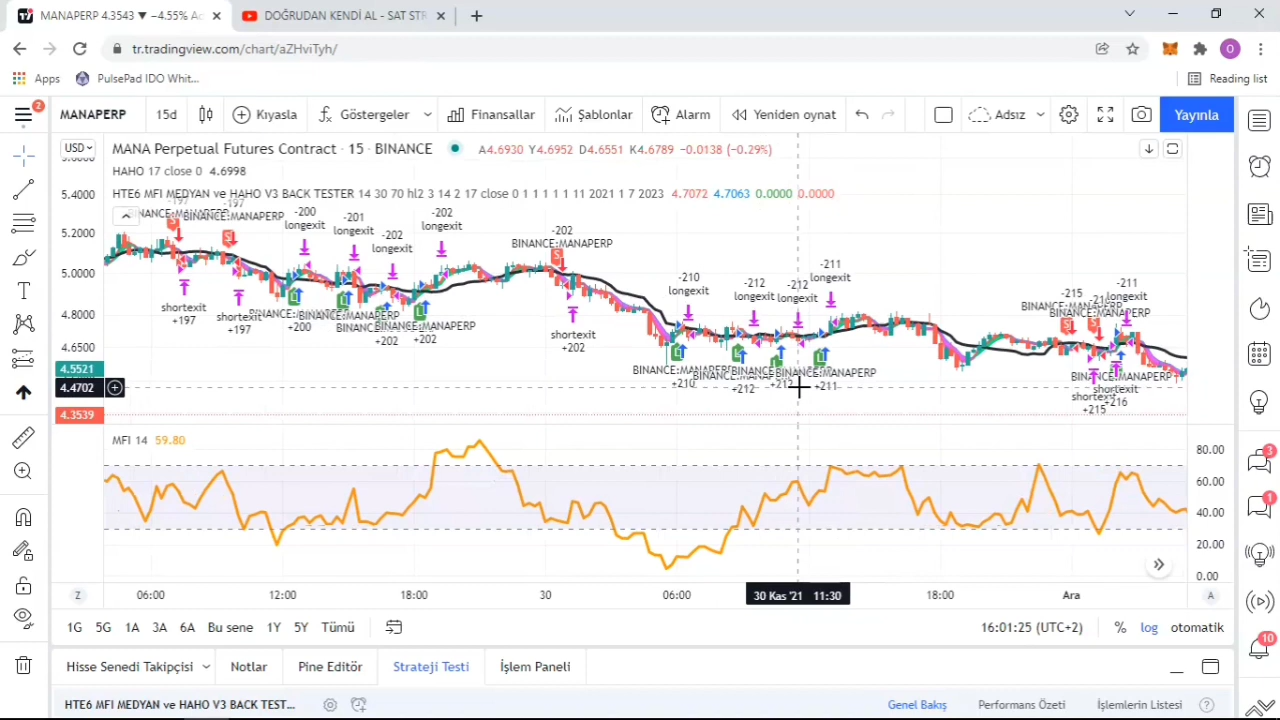 MANAPERP 4.3543 ▼ −4.55% Ac
DOĞRUDAN KENDİ AL - SAT STR
tr.tradingview.com/chart/aZHviTyh/
O
Apps
PulsePad IDO Whit...
Reading list
2
MANAPERP
15d
Kıyasla
Göstergeler
Finansallar
Şablonlar
Alarm
Yeniden oynat
Adsız
Yayınla
USD
MANA Perpetual Futures Contract · 15 · BINANCE
A4.6930 Y4.6952 D4.6551 K4.6789 −0.0138 (−0.29%)
HAHO 17 close 0 4.6998
HTE6 MFI MEDYAN ve HAHO V3 BACK TESTER 14 30 70 hl2 3 14 2 17 close 0 1 1 1 1 1 11 2021 1 7 2023 4.7072 4.7063 0.0000 0.0000
5.6000
5.4000
5.2000
5.0000
4.8000
4.6500
4.5521
4.4702
4.3539
-197
-197
BINANCE:MANAPERP
BINANCE:MANAPERP
-200
longexit
-201
longexit
-202
longexit
-202
longexit
-202
BINANCE:MANAPERP
-210
longexit
-212
longexit
-212
longexit
-211
longexit
-215
BINANCE:MANAPERP
BINANCE:MANAPERP
-211
longexit
shortexit
+197
shortexit
+197
BINANCE:MANAPERP
+200
BINANCE:MANAPERP
+202
BINANCE:MANAPERP
+202
shortexit
+202
BINANCE:MANAPERP
+210
+212
+212
BINANCE:MANAPERP
+211
BINANCE:MANAPERP
shortexit
+215
shortexit
+216
MFI 14 59.80
80.00
60.00
40.00
20.00
0.00
Z
06:00
12:00
18:00
30
06:00
30 Kas '21 11:30
18:00
Ara
A
1G
5G
1A
3A
6A
Bu sene
1Y
5Y
Tümü
16:01:25 (UTC+2)
%
log
otomatik
Hisse Senedi Takipçisi
Notlar
Pine Editör
Strateji Testi
İşlem Paneli
HTE6 MFI MEDYAN ve HAHO V3 BACK TEST...
Genel Bakış
Performans Özeti
İşlemlerin Listesi
3
1
10